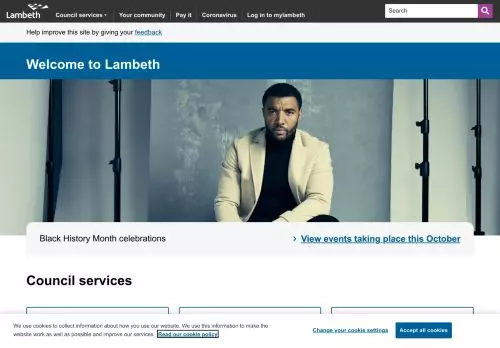 Lambeth
Council services
Your community
Pay it
Coronavirus
Log in to mylambeth
Search
Help improve this site by giving your feedback
Welcome to Lambeth
Black History Month celebrations
View events taking place this October
Council services
We use cookies to collect information about how you use our website. We use this information to make the
website work as well as possible and improve our services. Read our cookie policy
Change your cookie settings
Accept all cookies